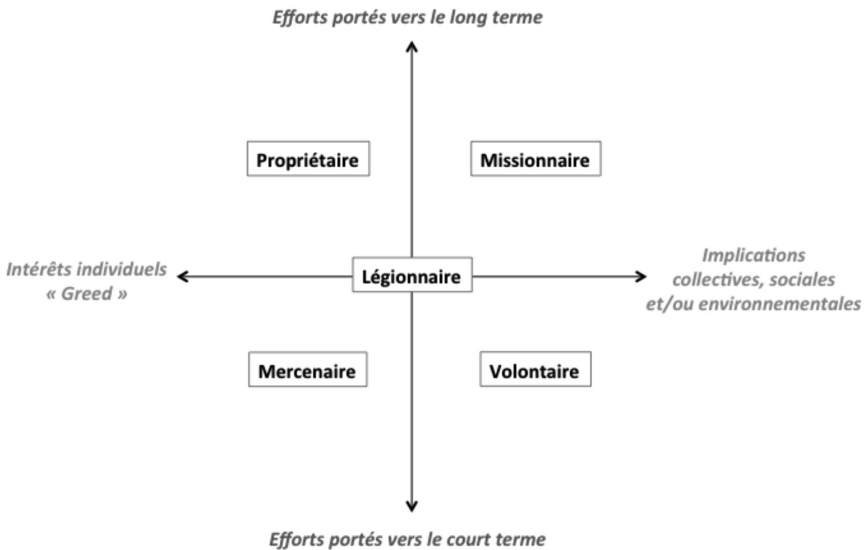 Efforts portés vers le long terme
Propriétaire
Missionnaire
Intérêts individuels
« Greed »
Légionnaire
Implications
collectives, sociales
et/ou environnementales
Mercenaire
Volontaire
Efforts portés vers le court terme